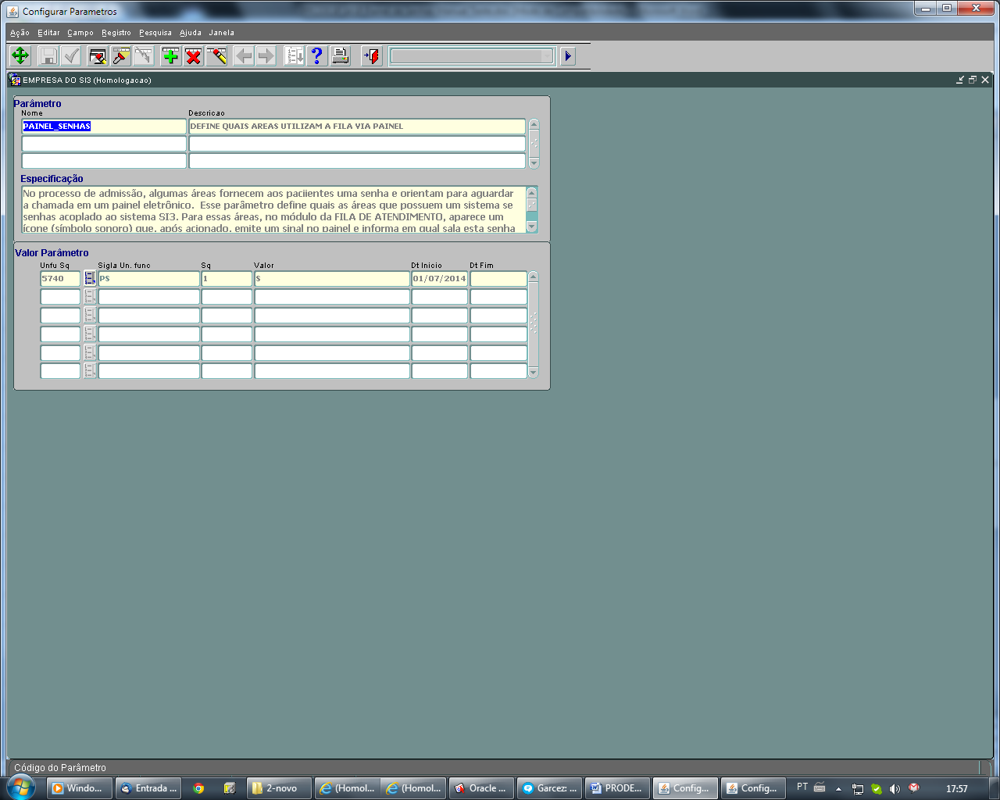 Configurar Parametros
Ação Editar Campo Registro Pesquisa Ajuda Janela
EMPRESA DO SI3 (Homologacao)
Parâmetro
Nome Descricao
PAINEL_SENHAS DEFINE QUAIS AREAS UTILIZAM A FILA VIA PAINEL
Especificação
No processo de admissão, algumas áreas fornecem aos paciientes uma senha e orientam para aguardar
a chamada em um painel eletrônico. Esse parâmetro define quais as áreas que possuem um sistema se
senhas acoplado ao sistema SI3. Para essas áreas, no módulo da FILA DE ATENDIMENTO, aparece um
ícone (símbolo sonoro) que, após acionado, emite um sinal no painel e informa em qual sala esta senha
Valor Parâmetro
Unfu Sq Sigla Un. func Sq Valor Dt Inicio Dt Fim
5740 PS 1 S 01/07/2014
Código do Parâmetro
Windo... Entrada ... 2-novo (Homol... (Homol... Oracle ... Garcez: ... PRODE... Config... Config... PT 17:57